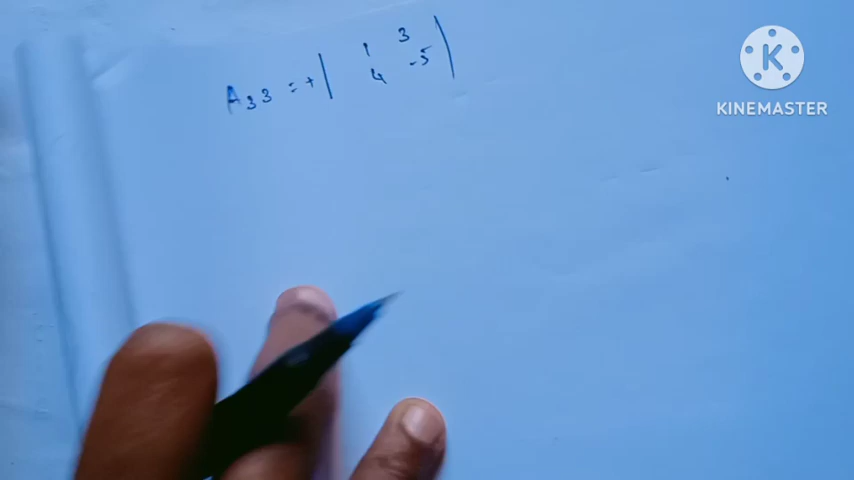 A33 = + | 1 3 |
| 4 -5 |
KINEMASTER